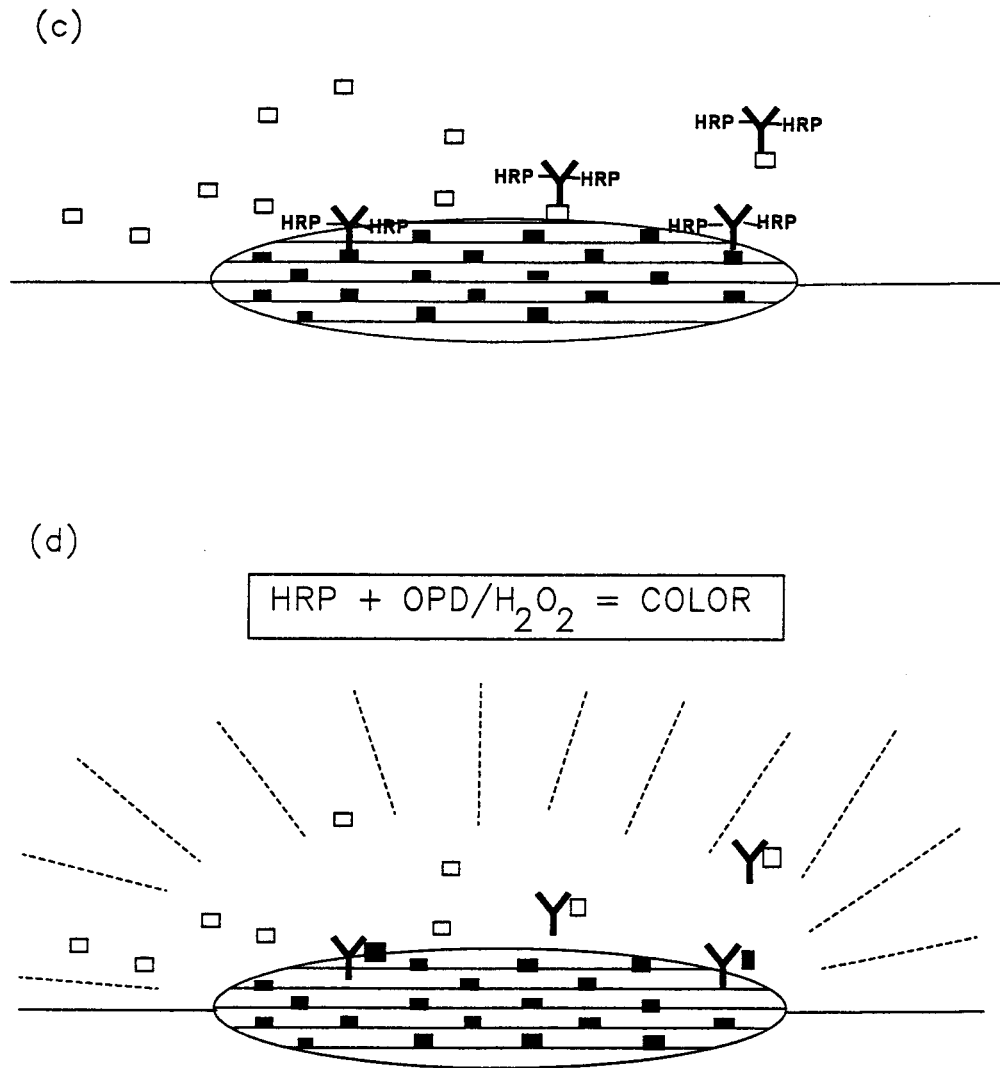 (c)
HRP HRP
HRP HRP
HRP HRP HRP HRP
(d)
HRP + OPD/H₂O₂ = COLOR